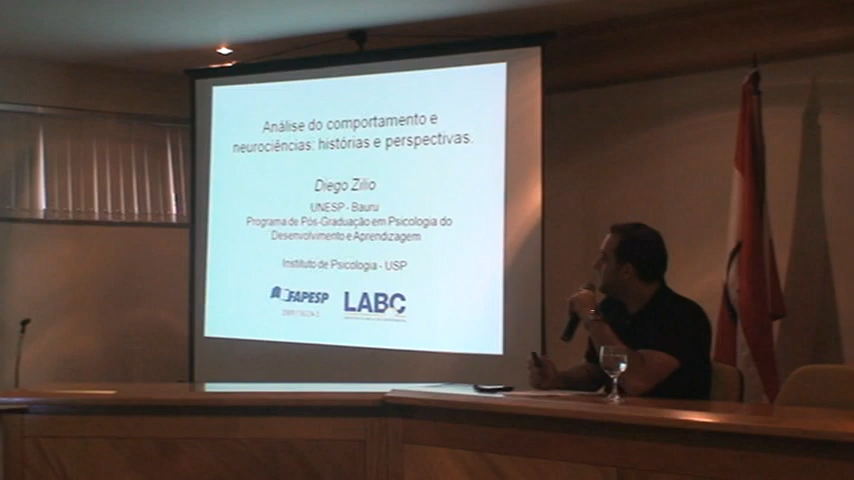 Análise do comportamento e
neurociências: histórias e perspectivas.
Diego Zilio
UNESP - Bauru
Programa de Pós-Graduação em Psicologia do
Desenvolvimento e Aprendizagem
Instituto de Psicologia - USP
FAPESP
LABC